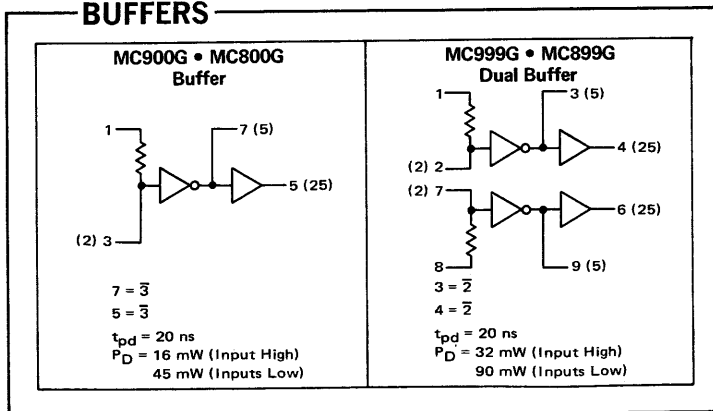 BUFFERS
MC900G • MC800G
Buffer
1
7 (5)
5 (25)
(2) 3
7 = 3̅
5 = 3̅
tpd = 20 ns
PD = 16 mW (Input High)
45 mW (Inputs Low)
MC999G • MC899G
Dual Buffer
1
3 (5)
4 (25)
(2) 2
(2) 7
6 (25)
8
9 (5)
3 = 2̅
4 = 2̅
tpd = 20 ns
PD = 32 mW (Input High)
90 mW (Inputs Low)